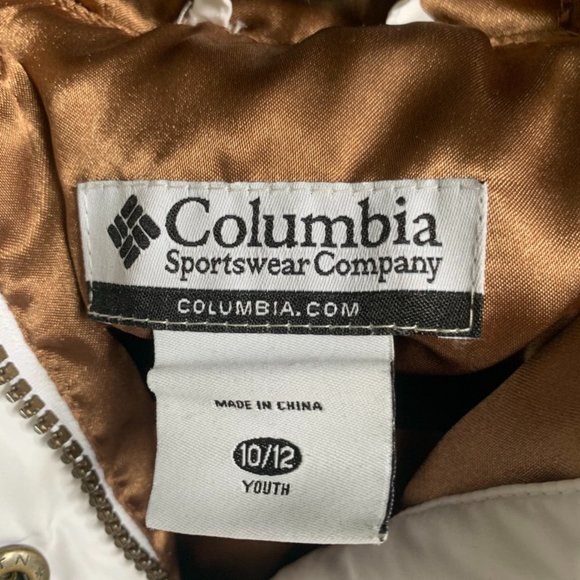 Columbia
Sportswear Company
COLUMBIA.COM
MADE IN CHINA
10/12
YOUTH